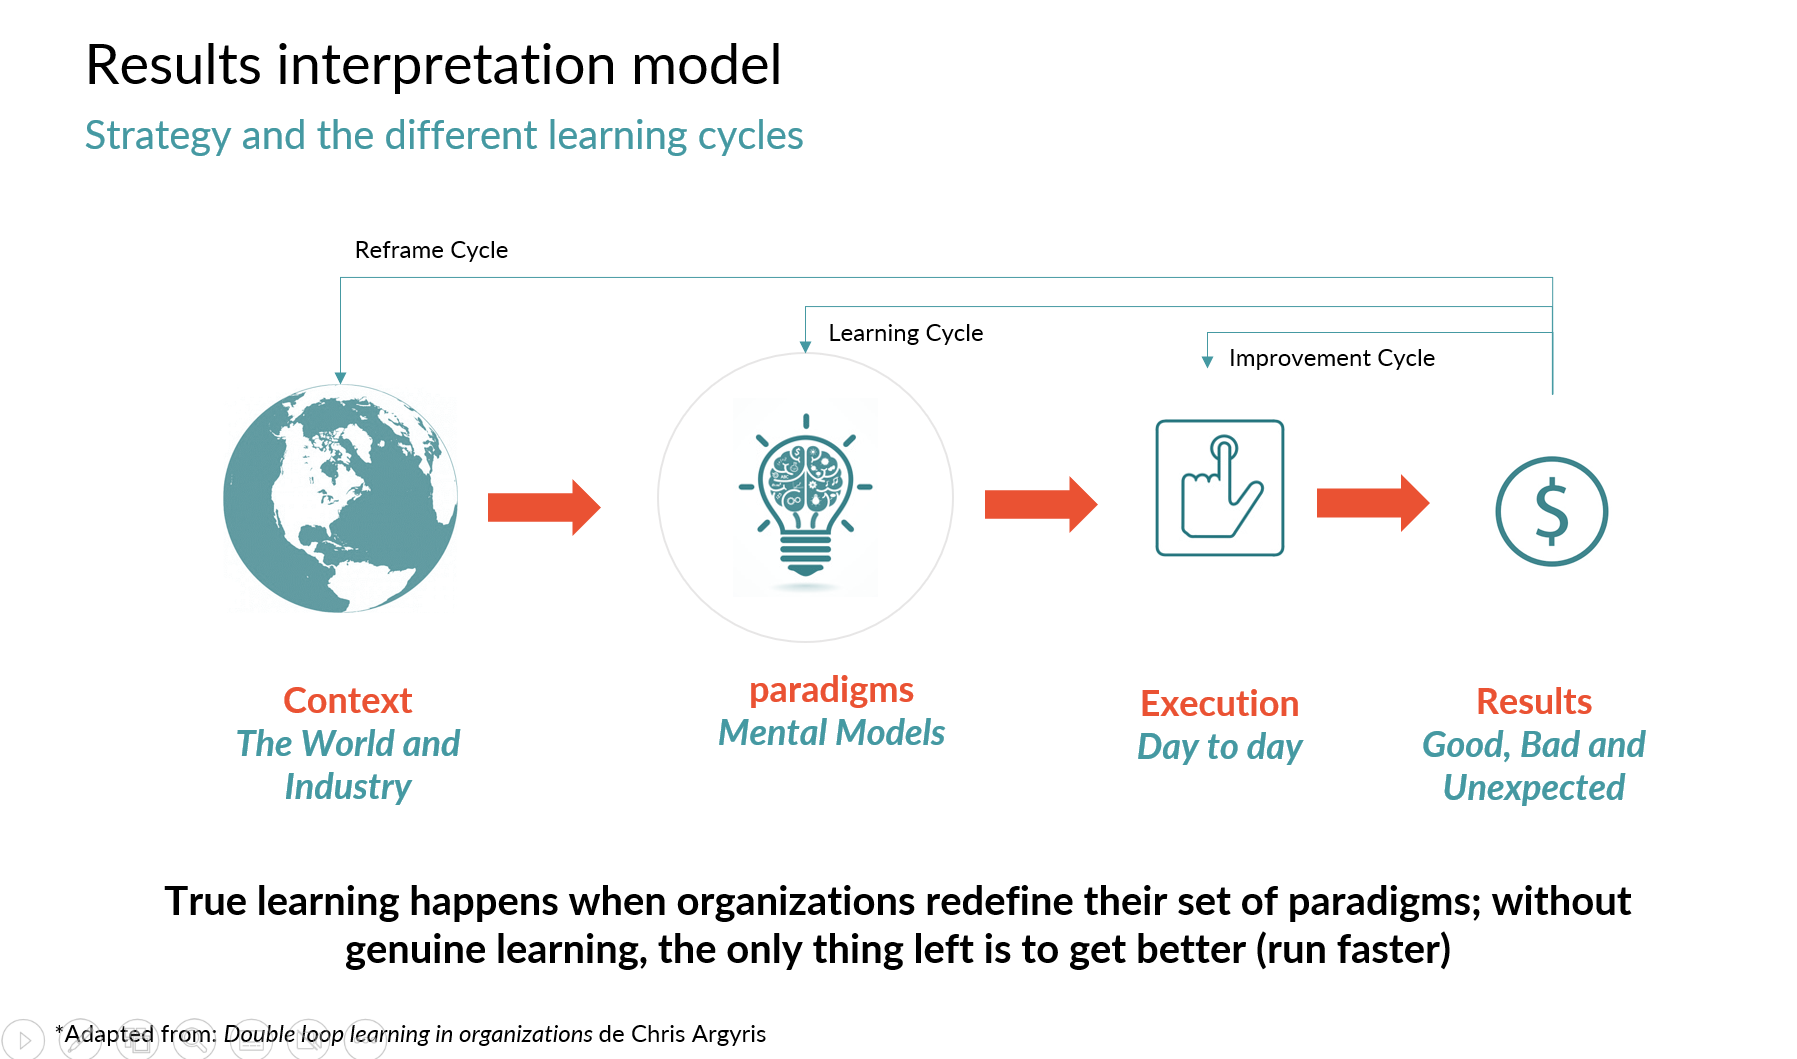 Results interpretation model
Strategy and the different learning cycles
Reframe Cycle
Learning Cycle
Improvement Cycle
$
Context
The World and
Industry
paradigms
Mental Models
Execution
Day to day
Results
Good, Bad and
Unexpected
True learning happens when organizations redefine their set of paradigms; without
genuine learning, the only thing left is to get better (run faster)
*Adapted from: Double loop learning in organizations de Chris Argyris